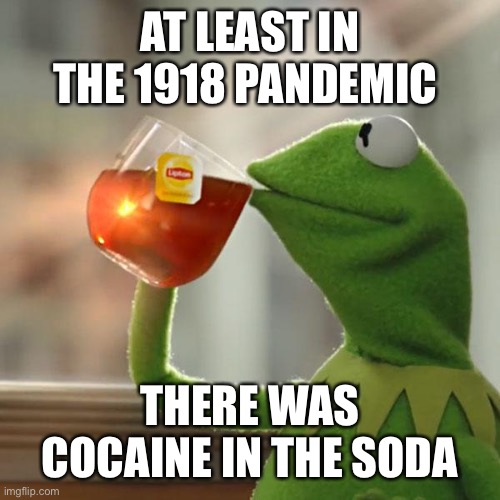 AT LEAST IN
THE 1918 PANDEMIC
Lipton
THERE WAS
COCAINE IN THE SODA
imgflip.com